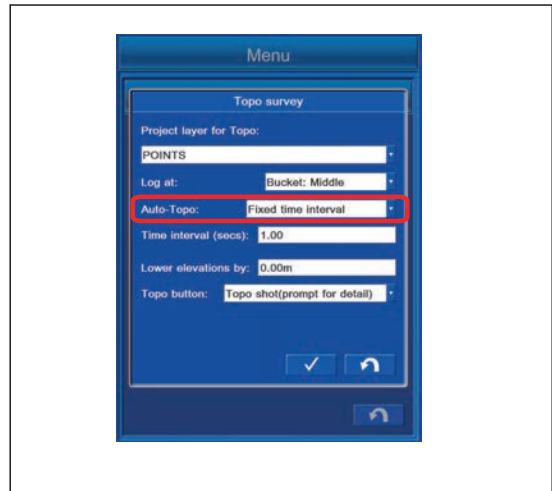 Menu
Topo survey
Project layer for Topo:
POINTS
Log at: Bucket: Middle
Auto-Topo: Fixed time interval
Time interval (secs): 1.00
Lower elevations by: 0.00m
Topo button: Topo shot(prompt for detail)